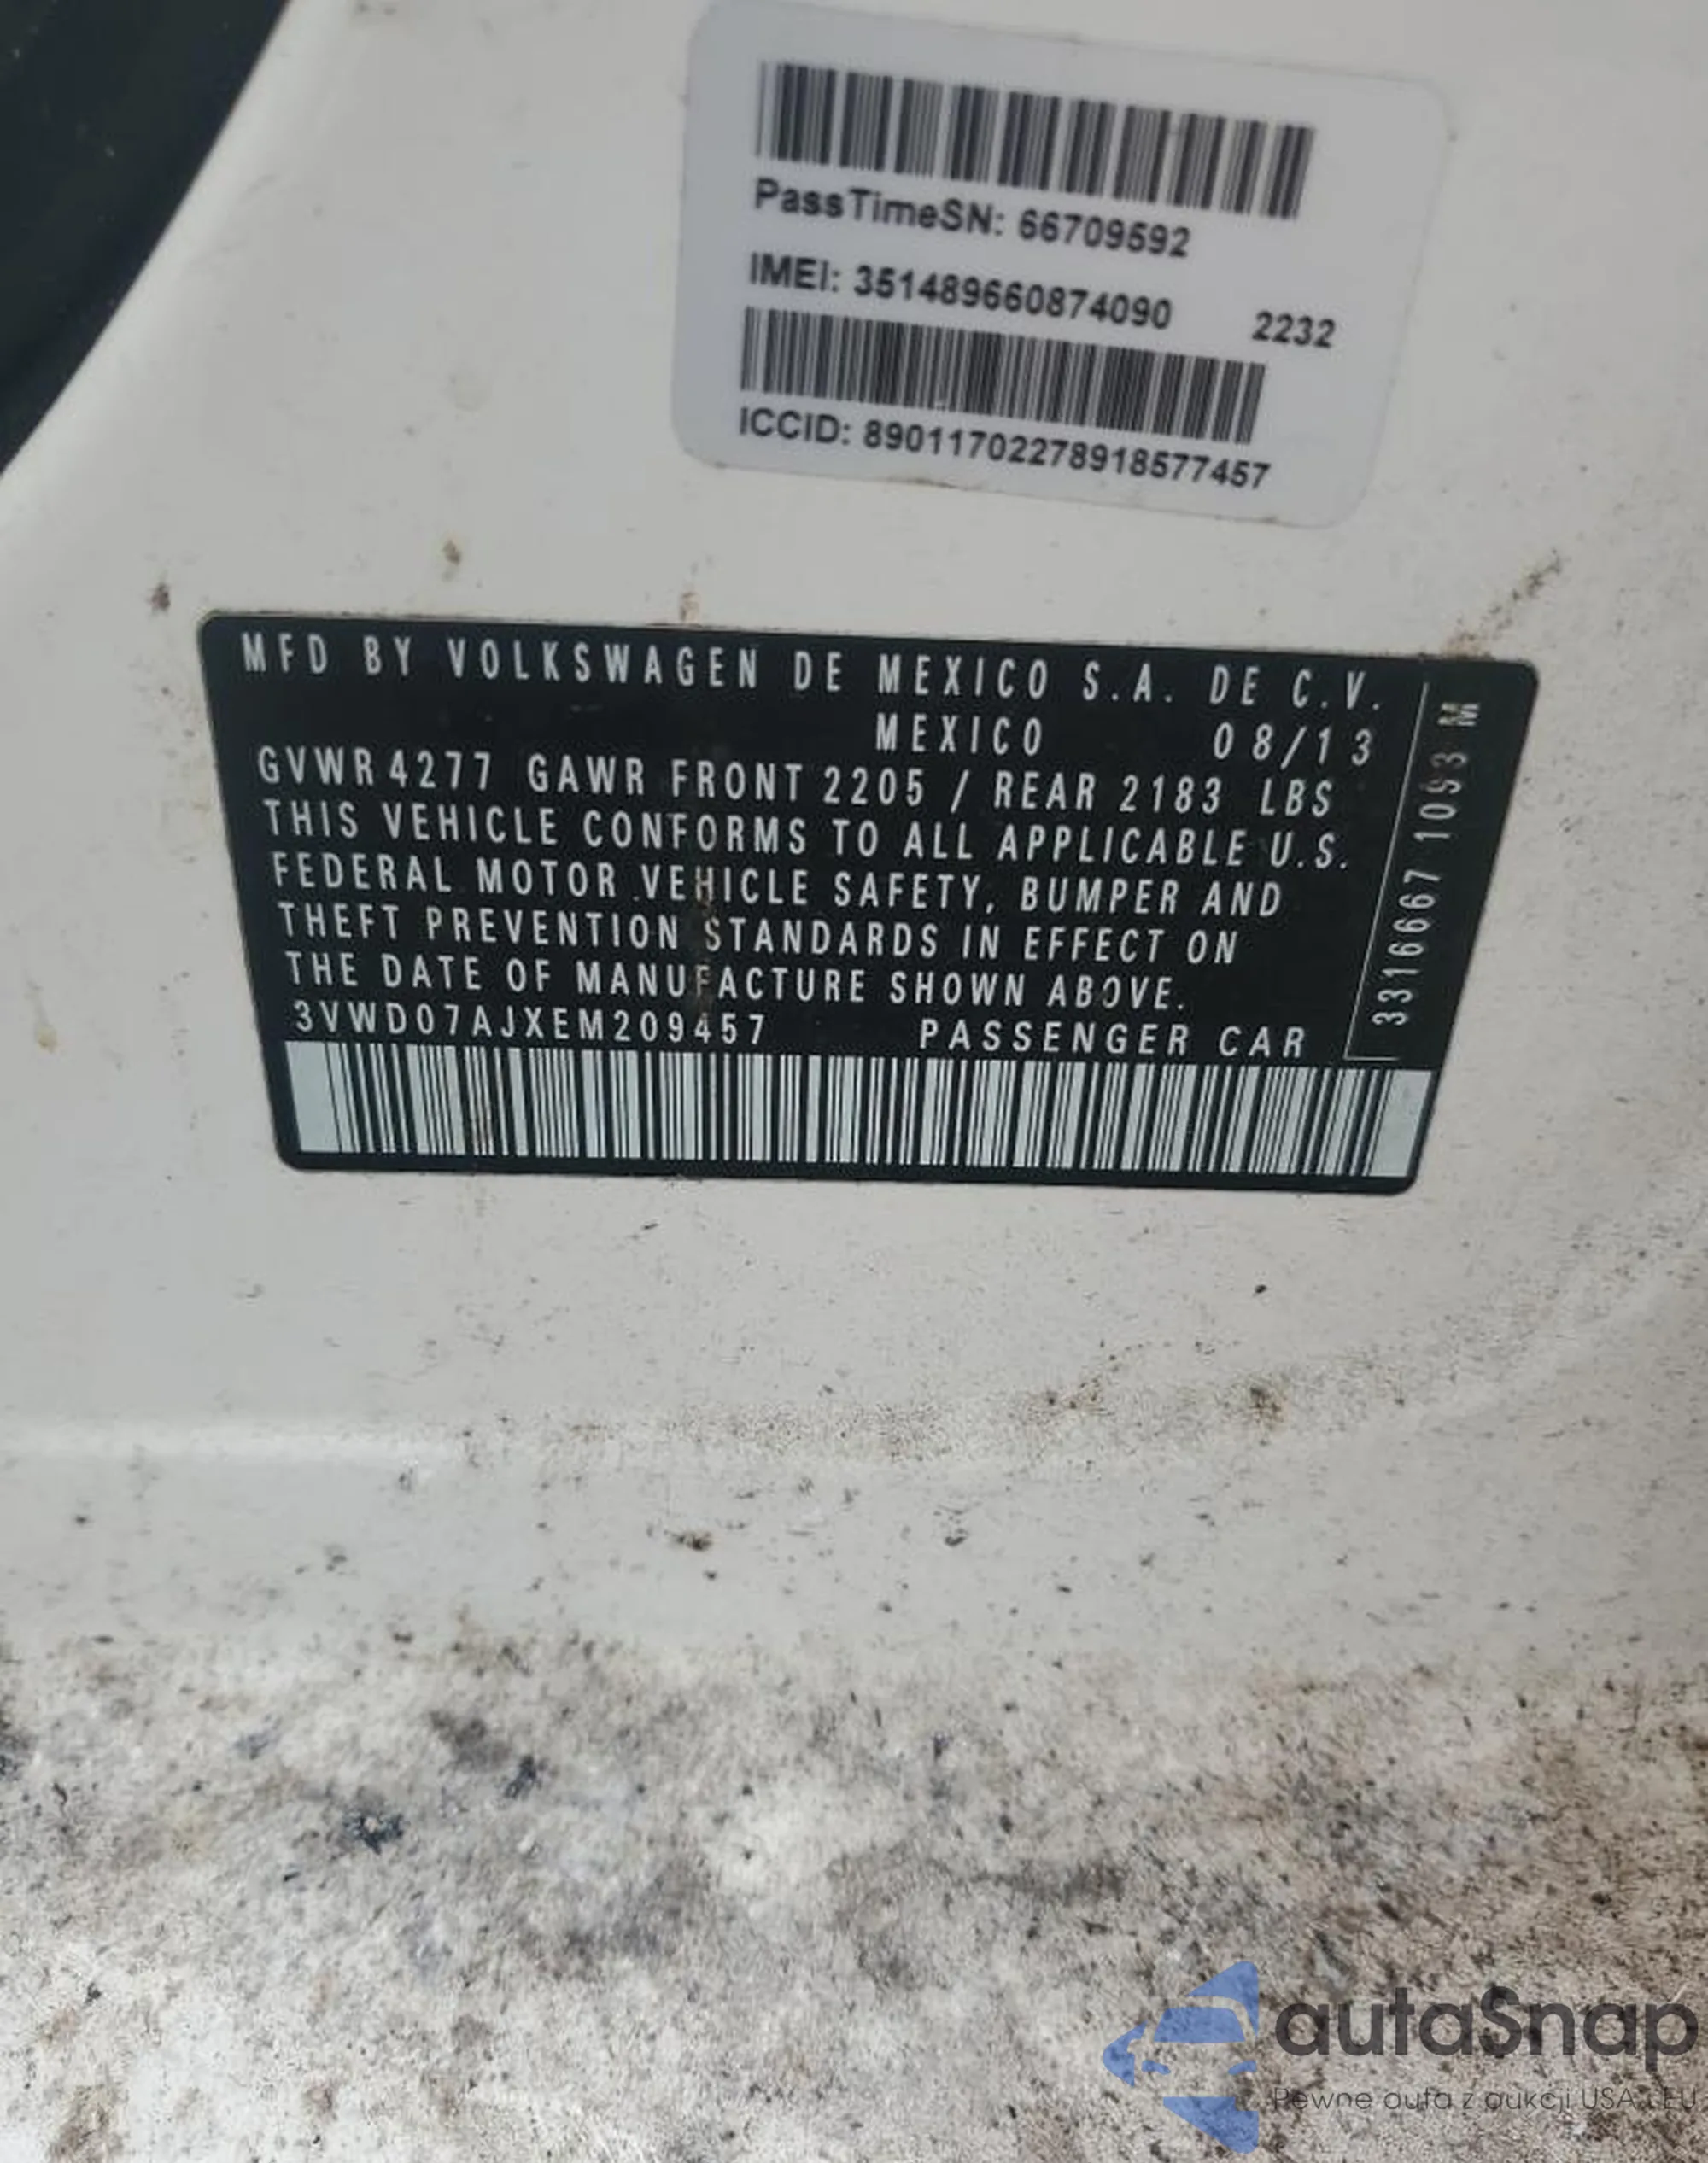 PassTimeSN: 66709592
IMEI: 351489660874090 2232
ICCID: 89011702278918577457
MFD BY VOLKSWAGEN DE MEXICO S.A. DE C.V.
MEXICO 08/13
GVWR 4277 GAWR FRONT 2205 / REAR 2183 LBS
THIS VEHICLE CONFORMS TO ALL APPLICABLE U.S.
FEDERAL MOTOR VEHICLE SAFETY, BUMPER AND
THEFT PREVENTION STANDARDS IN EFFECT ON
THE DATE OF MANUFACTURE SHOWN ABOVE.
3VWD07AJXEM209457 PASSENGER CAR
3316667 1093 M
autaSnap
Pewne auta z aukcji USA i EU